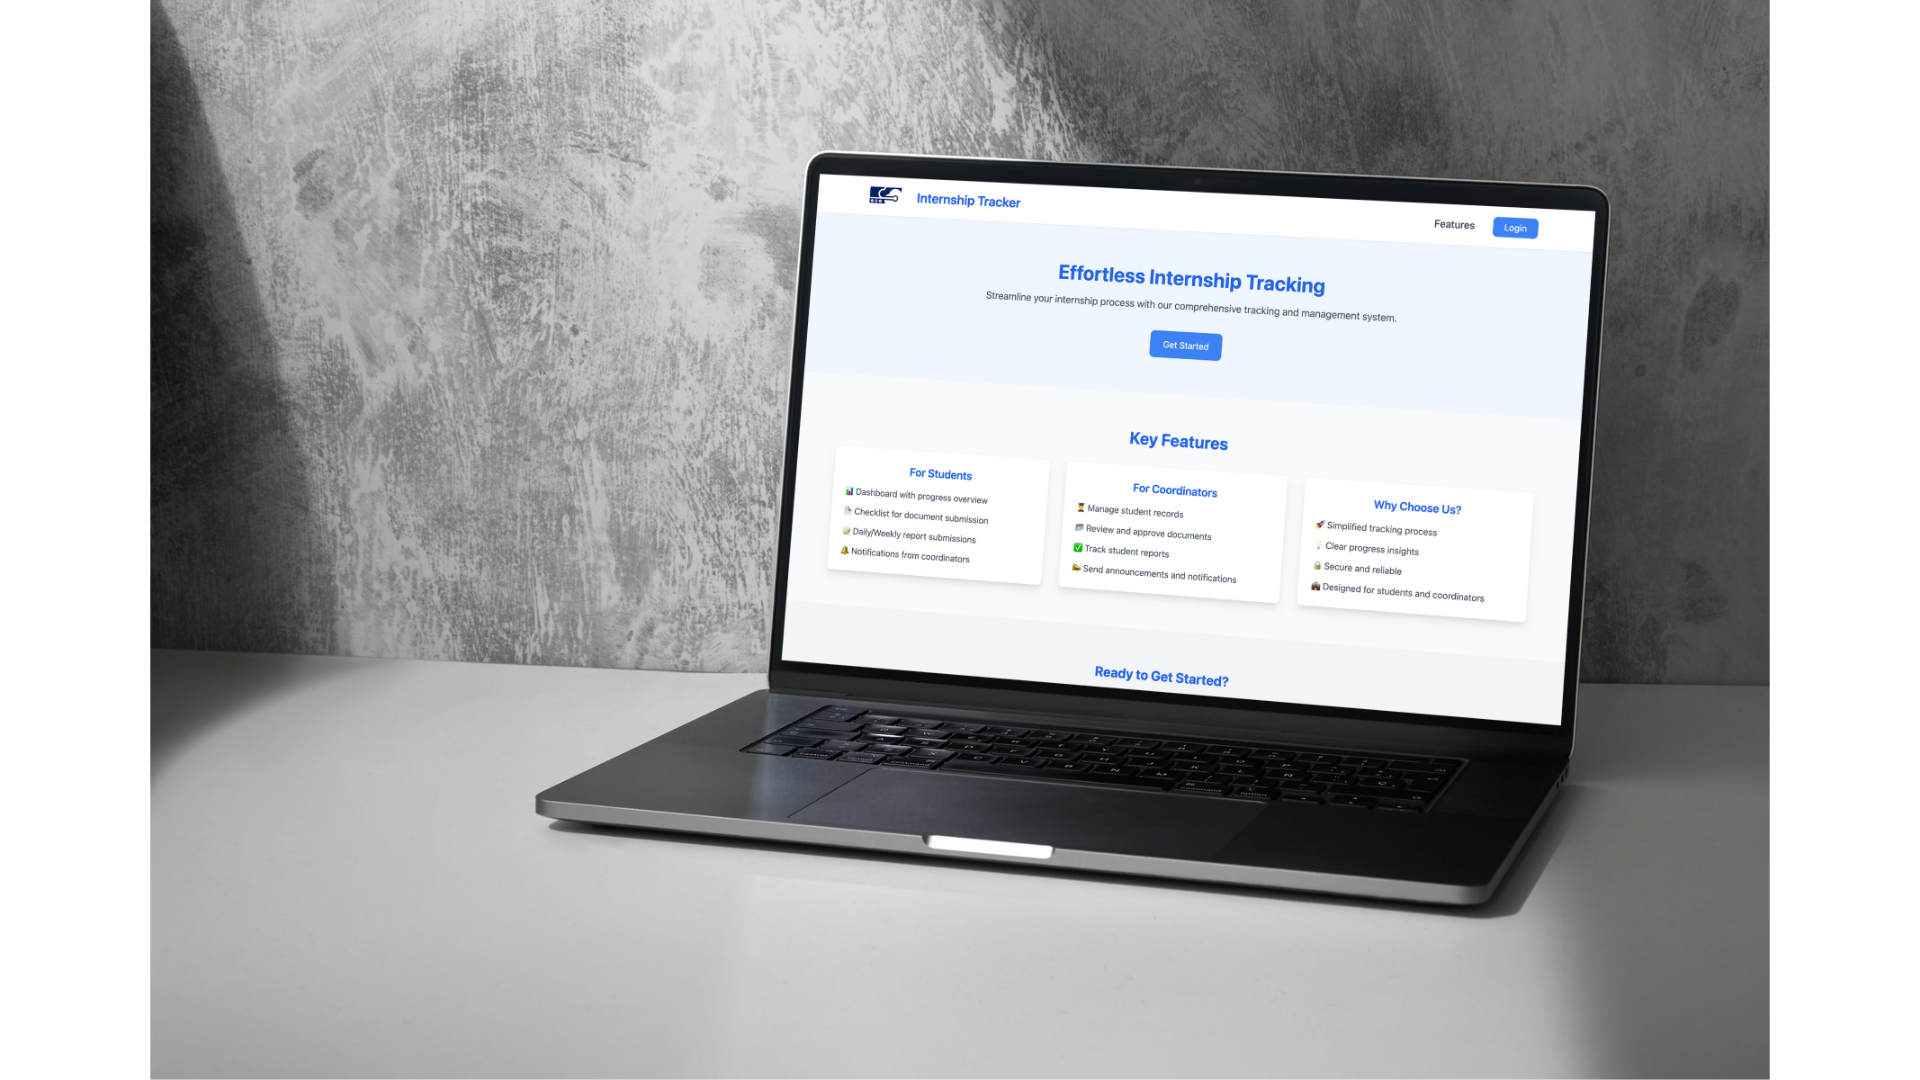 Internship Tracker
Features
Login
Effortless Internship Tracking
Streamline your internship process with our comprehensive tracking and management system.
Get Started
Key Features
For Students
📊 Dashboard with progress overview
📄 Checklist for document submission
📝 Daily/Weekly report submissions
🔔 Notifications from coordinators
For Coordinators
Manage student records
Review and approve documents
✅ Track student reports
Send announcements and notifications
Why Choose Us?
🚀 Simplified tracking process
💡 Clear progress insights
🔒 Secure and reliable
Designed for students and coordinators
Ready to Get Started?